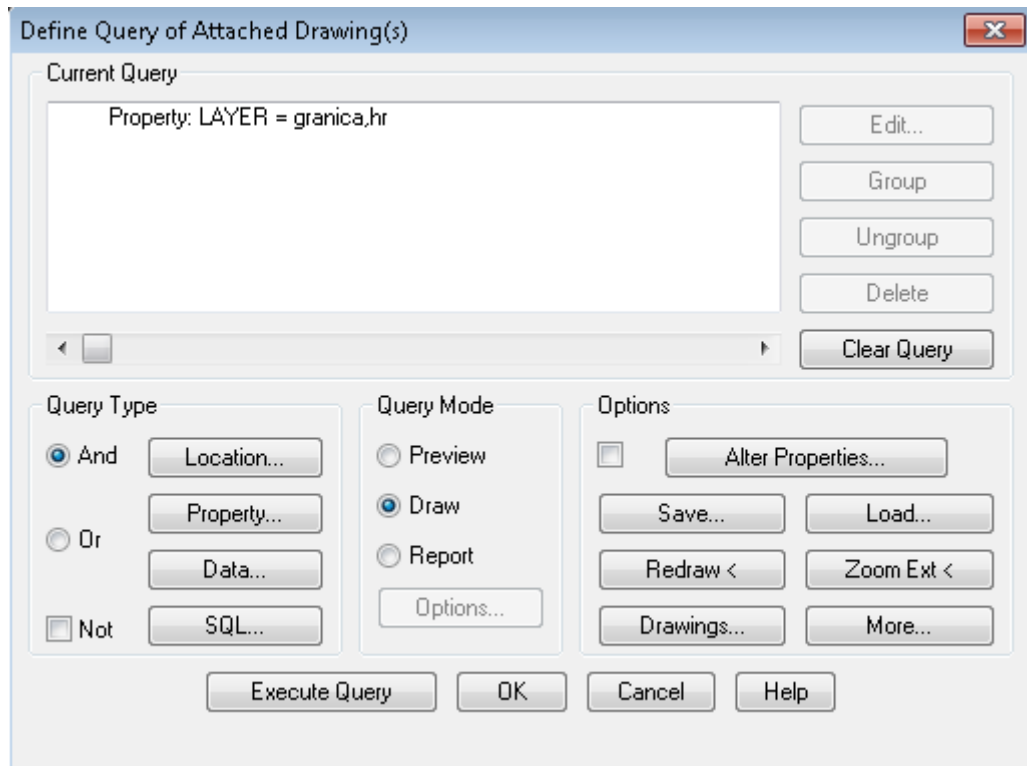 Define Query of Attached Drawing(s)
Current Query
Property: LAYER = granica,hr
Edit...
Group
Ungroup
Delete
Clear Query
Query Type
And
Location...
Property...
Or
Data...
Not
SQL...
Query Mode
Preview
Draw
Report
Options...
Options
Alter Properties...
Save...
Load...
Redraw <
Zoom Ext <
Drawings...
More...
Execute Query
OK
Cancel
Help